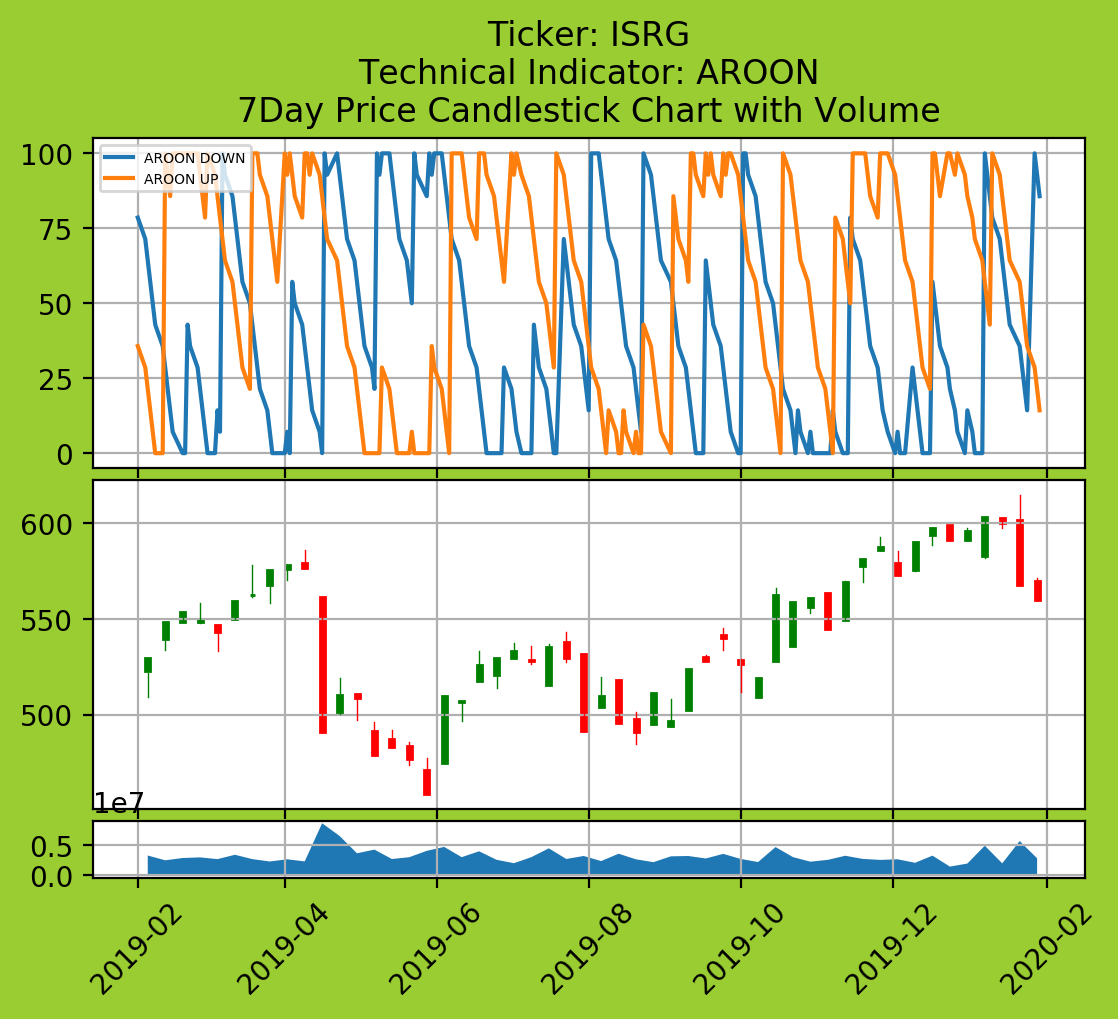 Ticker: ISRG
Technical Indicator: AROON
7Day Price Candlestick Chart with Volume
AROON DOWN
AROON UP
100
75
50
25
0
600
550
500
1e7
0.5
0.0
2019-02
2019-04
2019-06
2019-08
2019-10
2019-12
2020-02